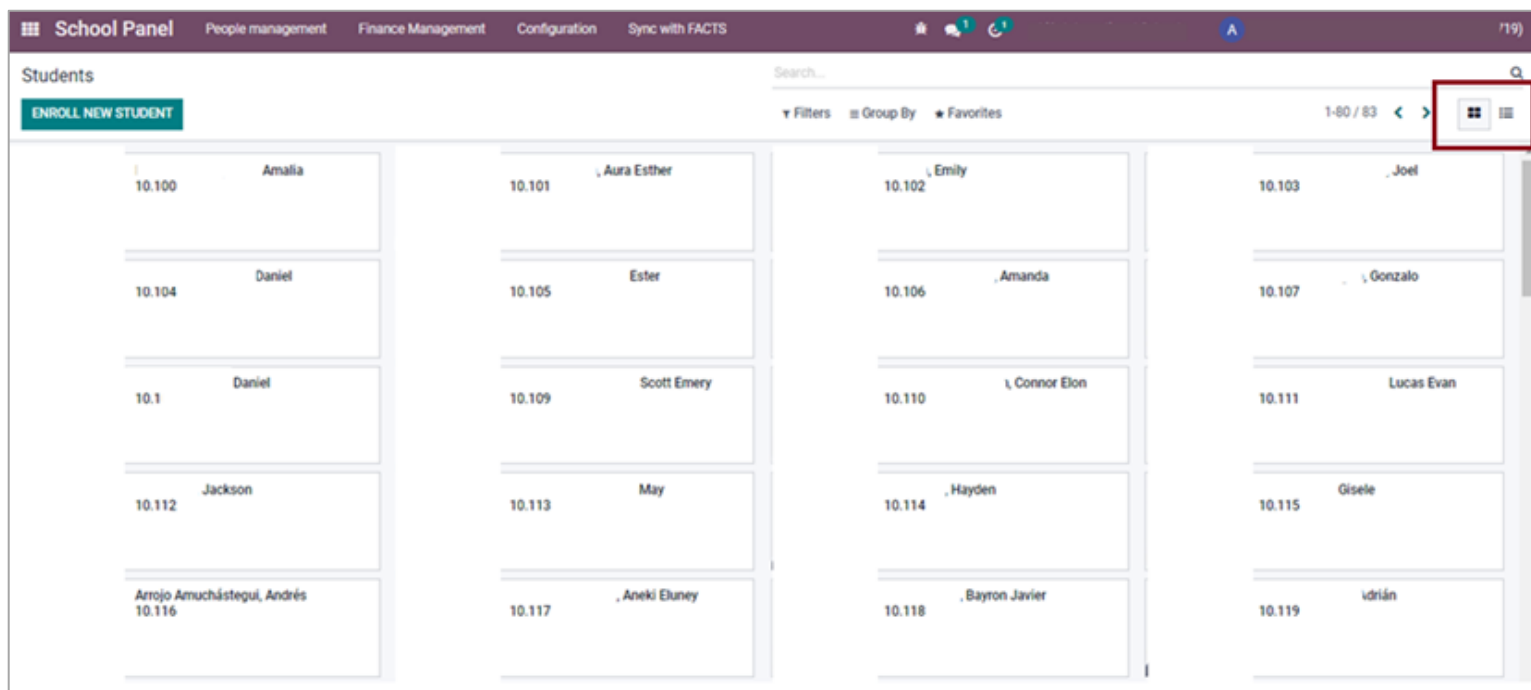 School Panel People management Finance Management Configuration Sync with FACTS 1 1 A 19)
Students Search...
ENROLL NEW STUDENT Filters Group By Favorites 1-80 / 83
Amalia , Aura Esther , Emily , Joel
10.100 10.101 10.102 10.103
Daniel Ester , Amanda , Gonzalo
10.104 10.105 10.106 10.107
Daniel Scott Emery , Connor Elon Lucas Evan
10.1 10.109 10.110 10.111
Jackson May , Hayden Gisele
10.112 10.113 10.114 10.115
Arrojo Amuchástegui, Andrés , Aneki Eluney , Bayron Javier
10.116 10.117 10.118 10.119